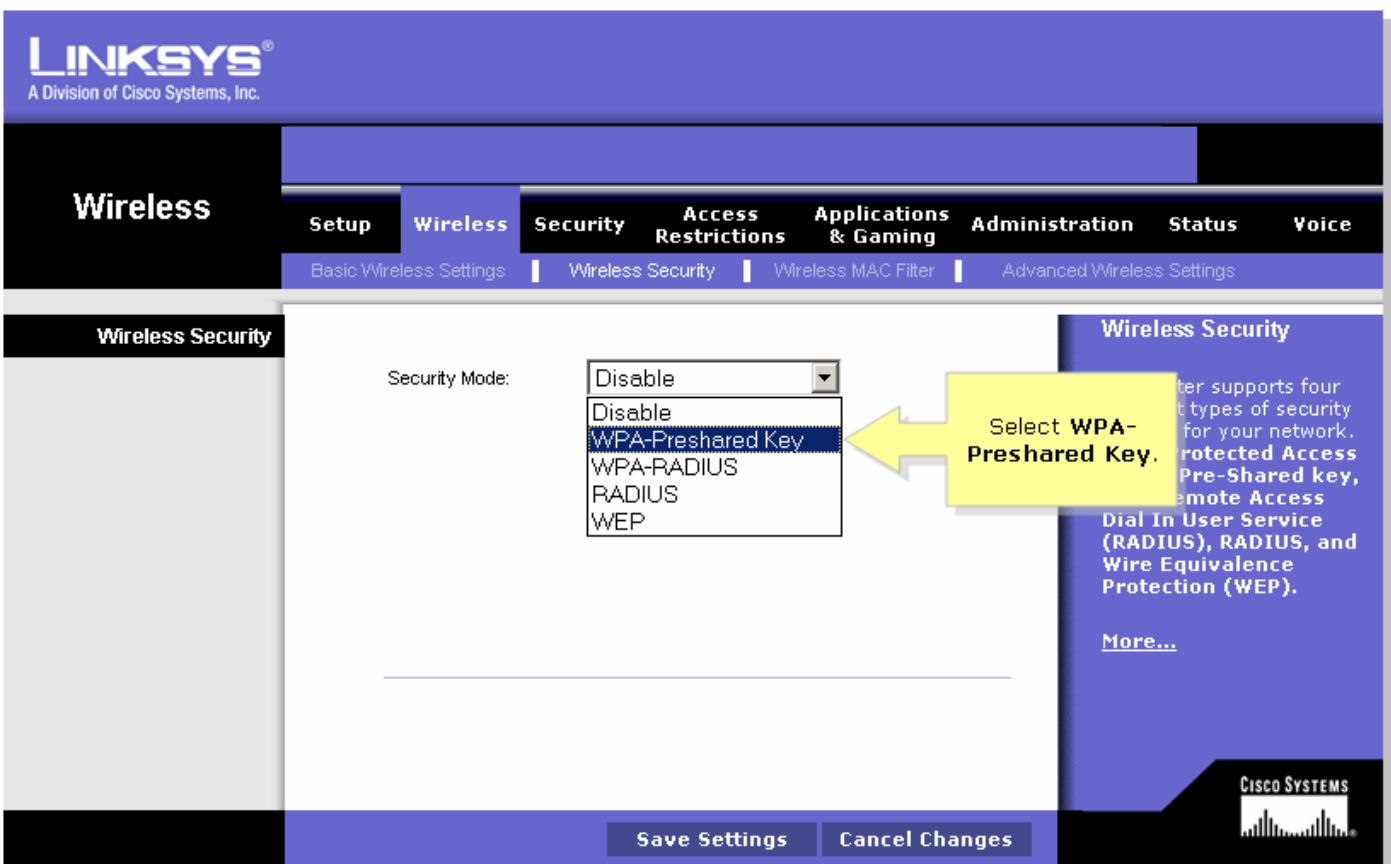 LINKSYS®
A Division of Cisco Systems, Inc.
Wireless
Setup
Wireless
Security
Access
Restrictions
Applications
& Gaming
Administration
Status
Voice
Basic Wireless Settings
Wireless Security
Wireless MAC Filter
Advanced Wireless Settings
Wireless Security
Security Mode:
Disable
Disable
WPA-Preshared Key
WPA-RADIUS
RADIUS
WEP
Select WPA-
Preshared Key.
Wireless Security
supports four
types of security
for your network.
Access
Pre-Shared key,
Access
Dial In User Service
(RADIUS), RADIUS, and
Wire Equivalence
Protection (WEP).
More...
CISCO SYSTEMS
Save Settings
Cancel Changes